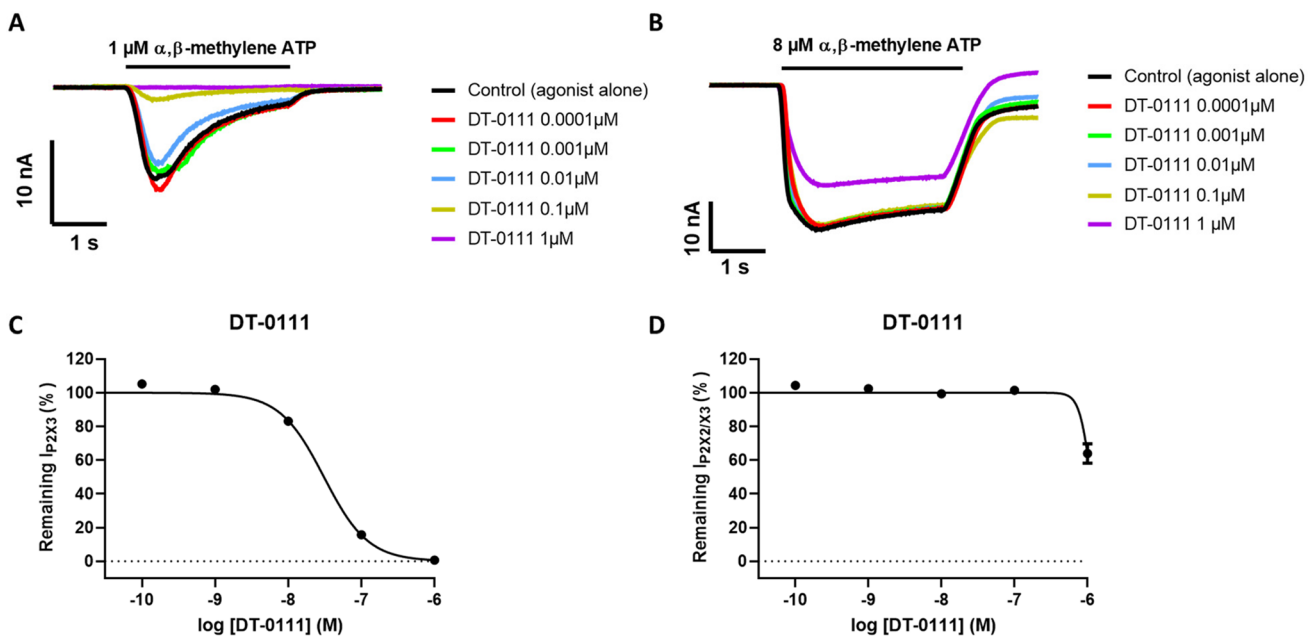 A
1 µM α,β-methylene ATP
10 nA
1 s
Control (agonist alone)
DT-0111 0.0001µM
DT-0111 0.001µM
DT-0111 0.01µM
DT-0111 0.1µM
DT-0111 1µM
B
8 µM α,β-methylene ATP
10 nA
1 s
Control (agonist alone)
DT-0111 0.0001µM
DT-0111 0.001µM
DT-0111 0.01µM
DT-0111 0.1µM
DT-0111 1 µM
C
DT-0111
Remaining I_P2X3 (%)
120
100
80
60
40
20
0
-10 -9 -8 -7 -6
log [DT-0111] (M)
D
DT-0111
Remaining I_P2X2/X3 (%)
120
100
80
60
40
20
0
-10 -9 -8 -7 -6
log [DT-0111] (M)